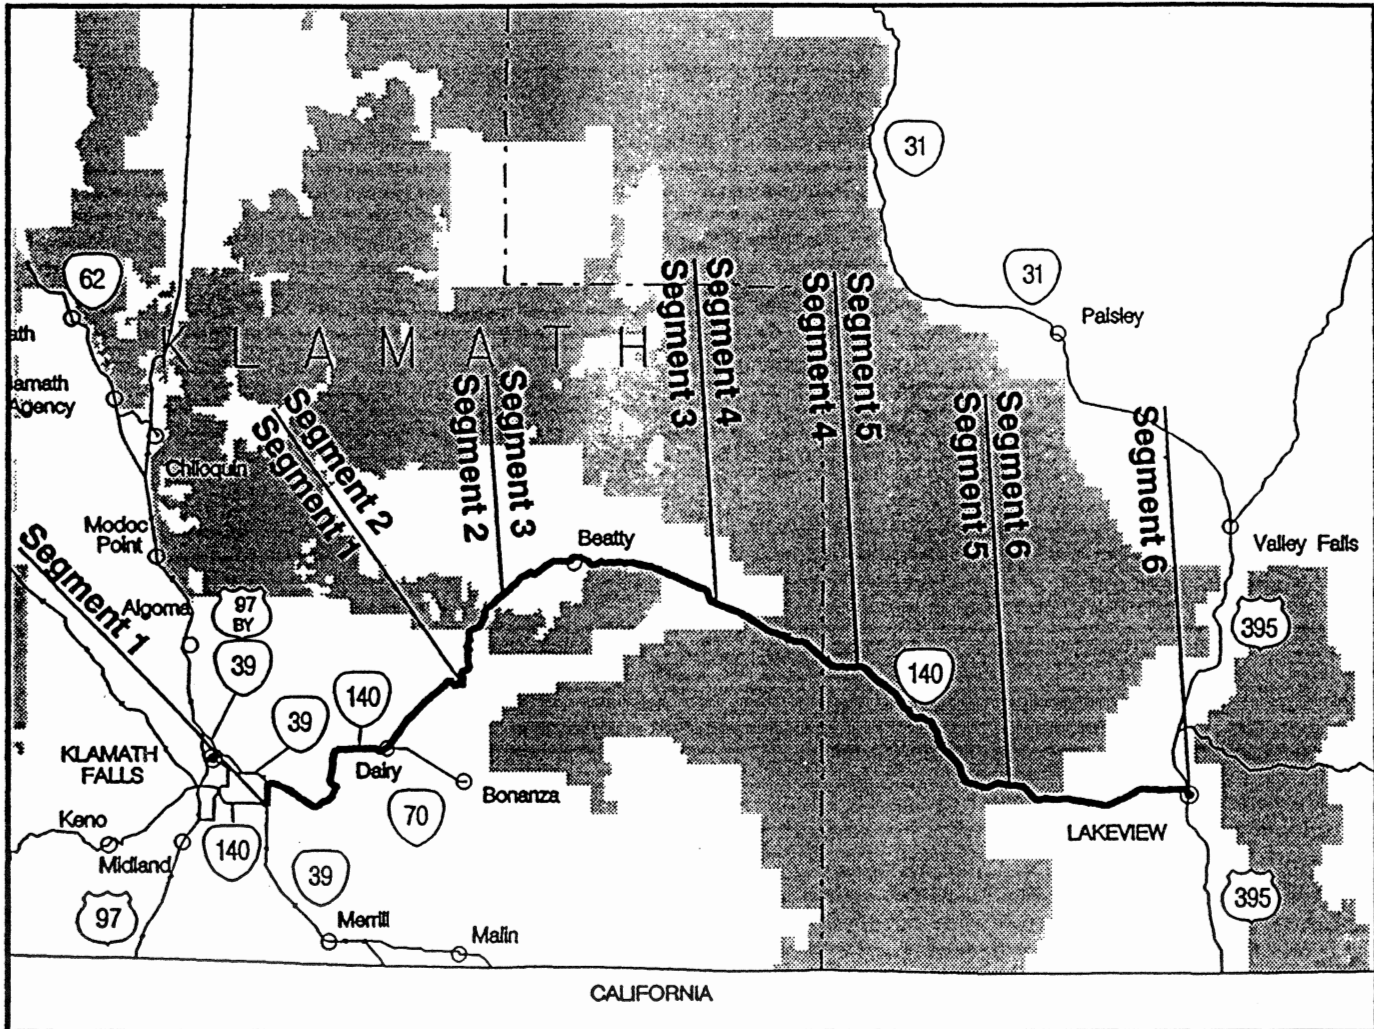 31
62
31
Paisley
ath
KLAMATH
amath
Agency
Segment 3
Segment 4
Segment 4
Segment 5
Segment 2
Segment 3
Segment 1
Segment 2
Segment 5
Segment 6
Segment 6
Chiloquin
Modoc
Point
Beatty
Valley Falls
Segment 1
Algoma
97
BY
395
39
140
140
39
KLAMATH
FALLS
Dairy
Bonanza
Keno
70
LAKEVIEW
Midland
140
39
395
97
Merrill
Malin
CALIFORNIA